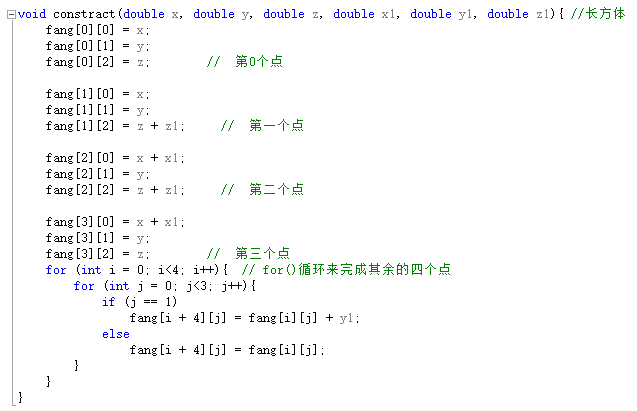 void constract(double x, double y, double z, double x1, double y1, double z1){ //长方体
    fang[0][0] = x;
    fang[0][1] = y;
    fang[0][2] = z;        //  第0个点

    fang[1][0] = x;
    fang[1][1] = y;
    fang[1][2] = z + z1;     //  第一个点

    fang[2][0] = x + x1;
    fang[2][1] = y;
    fang[2][2] = z + z1;     //  第二个点

    fang[3][0] = x + x1;
    fang[3][1] = y;
    fang[3][2] = z;        //  第三个点
    for (int i = 0; i<4; i++){  // for()循环来完成其余的四个点
        for (int j = 0; j<3; j++){
            if (j == 1)
                fang[i + 4][j] = fang[i][j] + y1;
            else
                fang[i + 4][j] = fang[i][j];
        }
    }
}